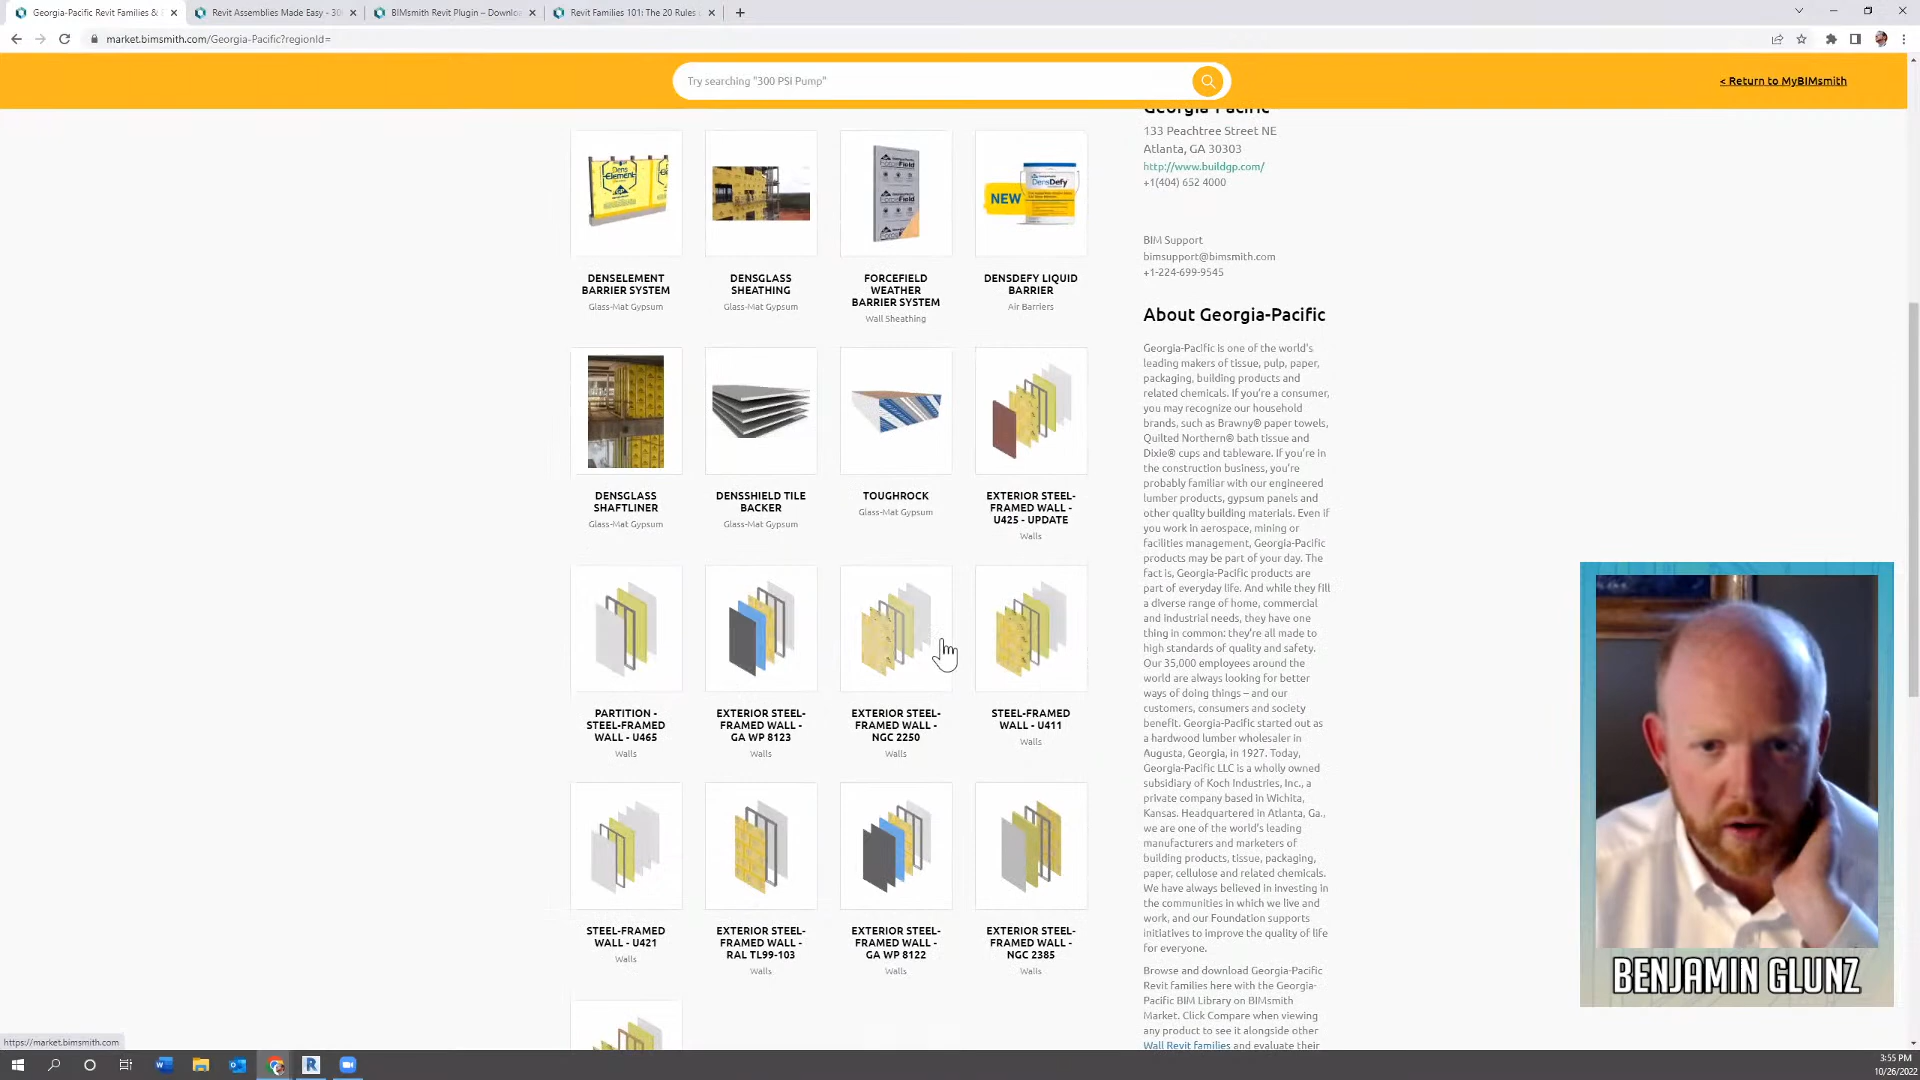 Georgia-Pacific Revit Families &
Revit Assemblies Made Easy - 30
BIMsmith Revit Plugin – Downloa
Revit Families 101: The 20 Rules
market.bimsmith.com/Georgia-Pacific?regionId=
Try searching "300 PSI Pump"
< Return to MyBIMsmith
Georgia-Pacific
133 Peachtree Street NE
Atlanta, GA 30303
http://www.buildgp.com/
+1(404) 652 4000
BIM Support
bimsupport@bimsmith.com
+1-224-699-9545
Dens
Element
ForceField
NEW
DensDefy
DENSELEMENT
BARRIER SYSTEM
Glass-Mat Gypsum
DENSGLASS
SHEATHING
Glass-Mat Gypsum
FORCEFIELD
WEATHER
BARRIER SYSTEM
Wall Sheathing
DENSDEFY LIQUID
BARRIER
Air Barriers
DENSGLASS
SHAFTLINER
Glass-Mat Gypsum
DENSSHIELD TILE
BACKER
Glass-Mat Gypsum
TOUGHROCK
Glass-Mat Gypsum
EXTERIOR STEEL-
FRAMED WALL -
U425 - UPDATE
Walls
PARTITION -
STEEL-FRAMED
WALL - U465
Walls
EXTERIOR STEEL-
FRAMED WALL -
GA WP 8123
Walls
EXTERIOR STEEL-
FRAMED WALL -
NGC 2250
Walls
STEEL-FRAMED
WALL - U411
Walls
STEEL-FRAMED
WALL - U421
Walls
EXTERIOR STEEL-
FRAMED WALL -
RAL TL99-103
Walls
EXTERIOR STEEL-
FRAMED WALL -
GA WP 8122
Walls
EXTERIOR STEEL-
FRAMED WALL -
NGC 2385
Walls
About Georgia-Pacific
Georgia-Pacific is one of the world's
leading makers of tissue, pulp, paper,
packaging, building products and
related chemicals. If you're a consumer,
you may recognize our household
brands, such as Brawny® paper towels,
Quilted Northern® bath tissue and
Dixie® cups and tableware. If you're in
the construction business, you're
probably familiar with our engineered
lumber products, gypsum panels and
other quality building materials. Even if
you work in aerospace, mining or
facilities management, Georgia-Pacific
products may be part of your day. The
fact is, Georgia-Pacific products are
part of everyday life. And while they fill
a diverse range of home, commercial
and industrial needs, they have one
thing in common: they're all made to
high standards of quality and safety.
Our 35,000 employees around the
world are always looking for better
ways of doing things – and our
customers, consumers and society
benefit. Georgia-Pacific started out as
a hardwood lumber wholesaler in
Augusta, Georgia, in 1927. Today,
Georgia-Pacific LLC is a wholly owned
subsidiary of Koch Industries, Inc., a
private company based in Wichita,
Kansas. Headquartered in Atlanta, Ga.,
we are one of the world's leading
manufacturers and marketers of
building products, tissue, packaging,
paper, cellulose and related chemicals.
We have always believed in investing in
the communities in which we live and
work, and our Foundation supports
initiatives to improve the quality of life
for everyone.
Browse and download Georgia-Pacific
Revit families here with the Georgia-
Pacific BIM Library on BIMsmith
Market. Click Compare when viewing
any product to see it alongside other
Wall Revit families and evaluate their
BENJAMIN GLUNZ
https://market.bimsmith.com
3:55 PM
10/26/2022